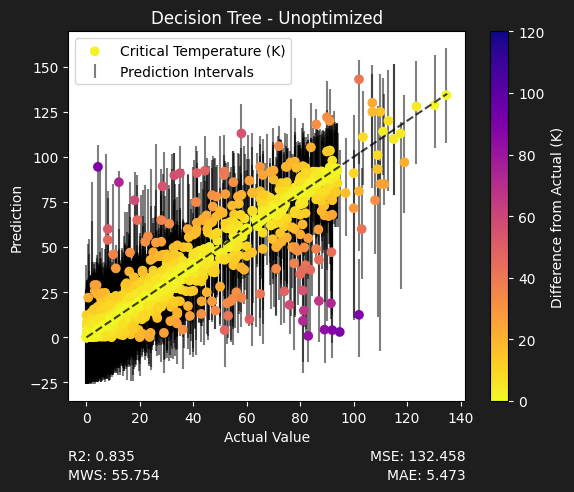 Decision Tree - Unoptimized
Critical Temperature (K)
Prediction Intervals
Prediction
150
125
100
75
50
25
0
−25
0
20
40
60
80
100
120
140
Actual Value
120
100
80
60
40
20
0
Difference from Actual (K)
R2: 0.835
MSE: 132.458
MWS: 55.754
MAE: 5.473